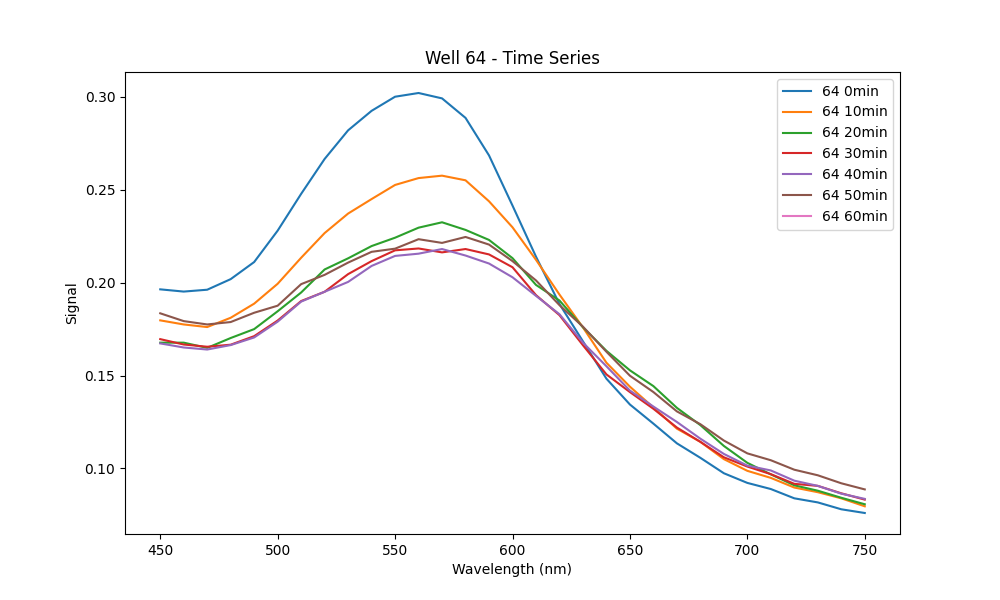 Well 64 - Time Series
64 0min
64 10min
64 20min
64 30min
64 40min
64 50min
64 60min
Signal
0.30
0.25
0.20
0.15
0.10
450 500 550 600 650 700 750
Wavelength (nm)